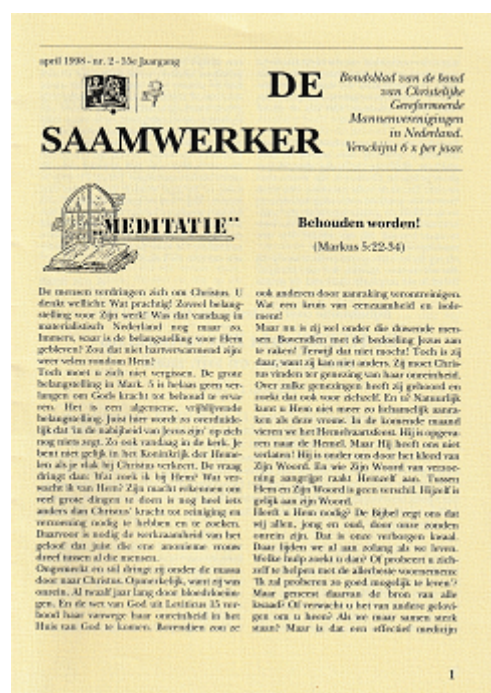 april 1998 - nr. 2 - 55e Jaargang
DE
SAAMWERKER
Bondsblad van de bond
van Christelijke
Gereformeerde
Mannenverenigingen
in Nederland.
Verschijnt 6 x per jaar.
„MEDITATIE"
Behouden worden!
(Markus 5:22-34)
De mensen verdringen zich om Christus. U
denkt wellicht: Wat prachtig! Zoveel belang-
stelling voor Zijn werk! Was dat vandaag in
materialistisch Nederland nog maar zo.
Immers, waar is de belangstelling voor Hem
gebleven? Zou dat niet hartverwarmend zijn:
weer velen rondom Hem?
Toch moet u zich niet vergissen. De grote
belangstelling in Mark. 5 is helaas geen ver-
langen om Gods kracht tot behoud te erva-
ren. Het is een algemene, vrijblijvende
belangstelling. Juist hier wordt zo overduide-
lijk dat 'in de nabijheid van Jezus zijn' op zich
nog niets zegt. Zo ook vandaag in de kerk. Je
bent niet gelijk in het Koninkrijk der Heme-
len als je vlak bij Christus verkeert. De vraag
dringt dan: Wat zoek ik bij Hem? Wat ver-
wacht ik van Hem? Zijn macht erkennen om
veel grote dingen te doen is nog heel iets
anders dan Christus' kracht tot reiniging en
verzoening nodig te hebben en te zoeken.
Daarvoor is nodig de werkzaamheid van het
geloof dat juist die ene anonieme vrouw
dreef tussen al die mensen.
Ongemerkt en stil dringt zij onder de massa
door naar Christus. Opmerkelijk, want zij was
onrein. Al twaalf jaar lang door bloedvloeiin-
gen. En de wet van God uit Leviticus 15 ver-
bood haar vanwege haar onreinheid in het
Huis van God te komen. Bovendien zou ze
ook anderen door aanraking verontreinigen.
Wat een kruis van eenzaamheid en isole-
ment!
Maar nu is zij wel onder die duwende men-
sen. Bovendien met de bedoeling Jezus aan
te raken! Terwijl dat niet mocht! Toch is zij
daar, want zij kan niet anders. Zij moet Chris-
tus vinden ter genezing van haar onreinheid.
Over zulke genezingen heeft zij gehoord en
zoekt dat ook voor zichzelf. En u? Natuurlijk
kunt u Hem niet meer zo lichamelijk aanra-
ken als deze vrouw. In de komende maand
vieren we het Hemelvaartsfeest. Hij is opgeva-
ren naar de Hemel. Maar Hij heeft ons niet
verlaten! Hij is onder ons door het kleed van
Zijn Woord. En wie Zijn Woord van verzoe-
ning aangrijpt raakt Hemzelf aan. Tussen
Hem en Zijn Woord is geen verschil. Hijzelf is
gelijk aan zijn Woord.
Heeft u Hem nodig? De Bijbel zegt ons dat
wij allen, jong en oud, door onze zonden
onrein zijn. Dat is onze verborgen kwaal.
Daar lijden we al aan zolang als we leven.
Welke hulp zoekt u dan? Of probeert u zich-
zelf te helpen met de allerbeste voornemens:
'Ik zal proberen zo goed mogelijk te leven'?
Maar geneest daarvan de bron van alle
kwaad? Of verwacht u het van andere gelovi-
gen om u heen? Als we maar samen sterk
staan? Maar is dat een effectief medicijn
1